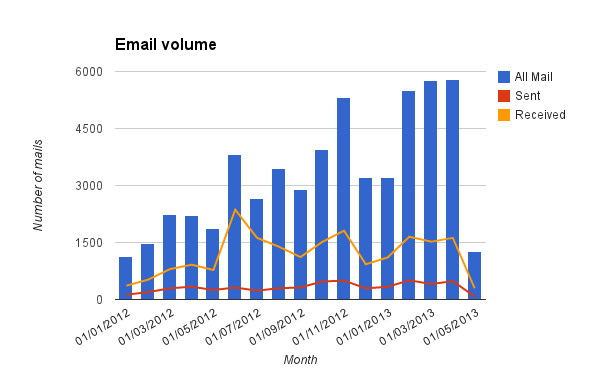 Email volume
6000
4500
3000
1500
0
Number of mails
All Mail
Sent
Received
01/01/2012
01/03/2012
01/05/2012
01/07/2012
01/09/2012
01/11/2012
01/01/2013
01/03/2013
01/05/2013
Month